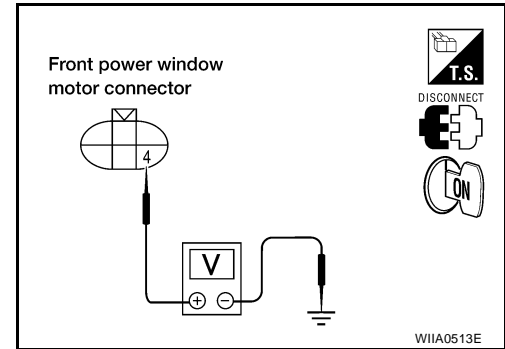 Front power window
motor connector
T.S.
DISCONNECT
4
ON
V
+ −
WIIA0513E